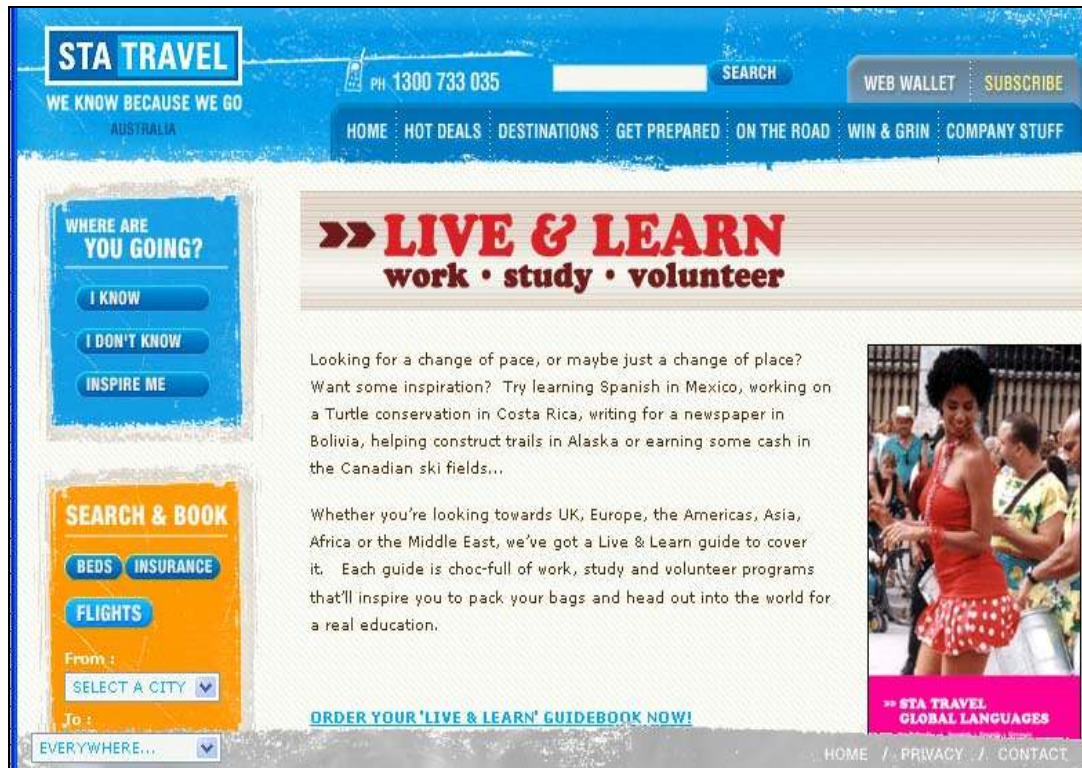 STA TRAVEL
WE KNOW BECAUSE WE GO
AUSTRALIA
PH 1300 733 035
SEARCH
WEB WALLET
SUBSCRIBE
HOME
HOT DEALS
DESTINATIONS
GET PREPARED
ON THE ROAD
WIN & GRIN
COMPANY STUFF
WHERE ARE
YOU GOING?
I KNOW
I DON'T KNOW
INSPIRE ME
SEARCH & BOOK
BEDS
INSURANCE
FLIGHTS
From :
SELECT A CITY
To :
EVERYWHERE...
LIVE & LEARN
work • study • volunteer
Looking for a change of pace, or maybe just a change of place?
Want some inspiration? Try learning Spanish in Mexico, working on
a Turtle conservation in Costa Rica, writing for a newspaper in
Bolivia, helping construct trails in Alaska or earning some cash in
the Canadian ski fields...
Whether you're looking towards UK, Europe, the Americas, Asia,
Africa or the Middle East, we've got a Live & Learn guide to cover
it. Each guide is choc-full of work, study and volunteer programs
that'll inspire you to pack your bags and head out into the world for
a real education.
ORDER YOUR 'LIVE & LEARN' GUIDEBOOK NOW!
STA TRAVEL
GLOBAL LANGUAGES
HOME / PRIVACY / CONTACT